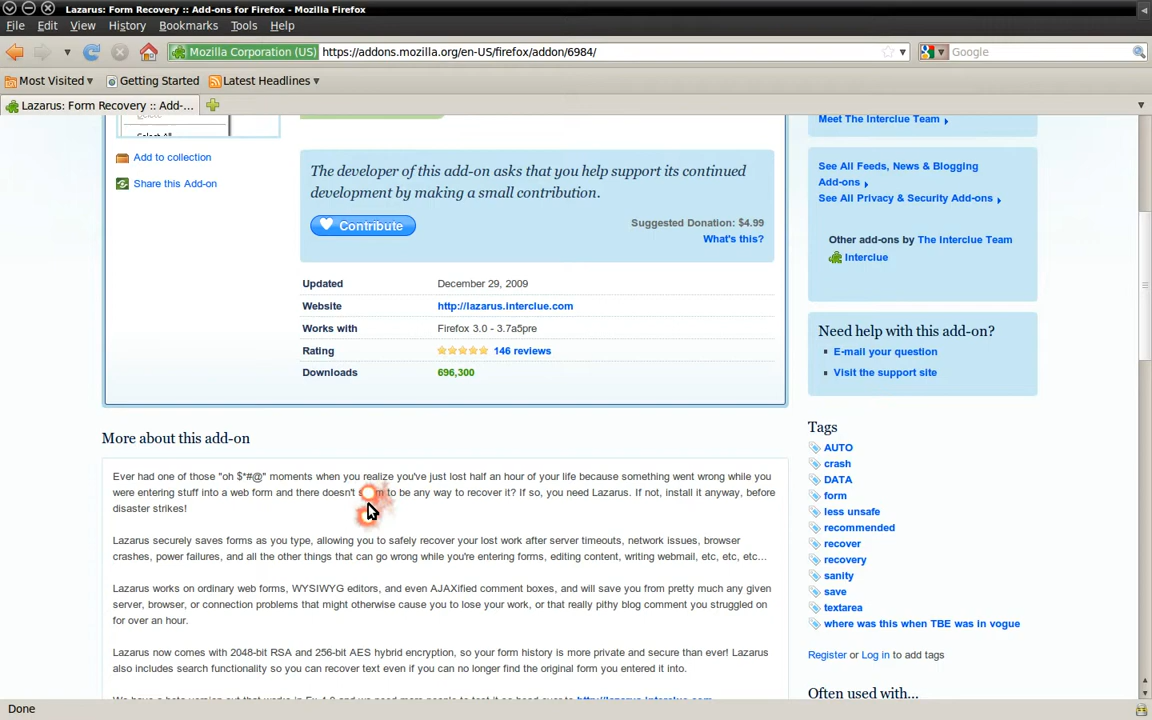 Lazarus: Form Recovery :: Add-ons for Firefox - Mozilla Firefox
File Edit View History Bookmarks Tools Help
Mozilla Corporation (US) https://addons.mozilla.org/en-US/firefox/addon/6984/ Google
Most Visited Getting Started Latest Headlines
Lazarus: Form Recovery :: Add-...
Meet The Interclue Team
Add to collection
Share this Add-on
The developer of this add-on asks that you help support its continued
development by making a small contribution.
Contribute
Suggested Donation: $4.99
What's this?
Updated December 29, 2009
Website http://lazarus.interclue.com
Works with Firefox 3.0 - 3.7a5pre
Rating 146 reviews
Downloads 696,300
See All Feeds, News & Blogging
Add-ons
See All Privacy & Security Add-ons
Other add-ons by The Interclue Team
Interclue
Need help with this add-on?
E-mail your question
Visit the support site
More about this add-on
Ever had one of those "oh $*#@" moments when you realize you've just lost half an hour of your life because something went wrong while you
were entering stuff into a web form and there doesn't seem to be any way to recover it? If so, you need Lazarus. If not, install it anyway, before
disaster strikes!
Lazarus securely saves forms as you type, allowing you to safely recover your lost work after server timeouts, network issues, browser
crashes, power failures, and all the other things that can go wrong while you're entering forms, editing content, writing webmail, etc, etc, etc...
Lazarus works on ordinary web forms, WYSIWYG editors, and even AJAXified comment boxes, and will save you from pretty much any given
server, browser, or connection problems that might otherwise cause you to lose your work, or that really pithy blog comment you struggled on
for over an hour.
Lazarus now comes with 2048-bit RSA and 256-bit AES hybrid encryption, so your form history is more private and secure than ever! Lazarus
also includes search functionality so you can recover text even if you can no longer find the original form you entered it into.
Tags
AUTO
crash
DATA
form
less unsafe
recommended
recover
recovery
sanity
save
textarea
where was this when TBE was in vogue
Register or Log in to add tags
Often used with...
Done